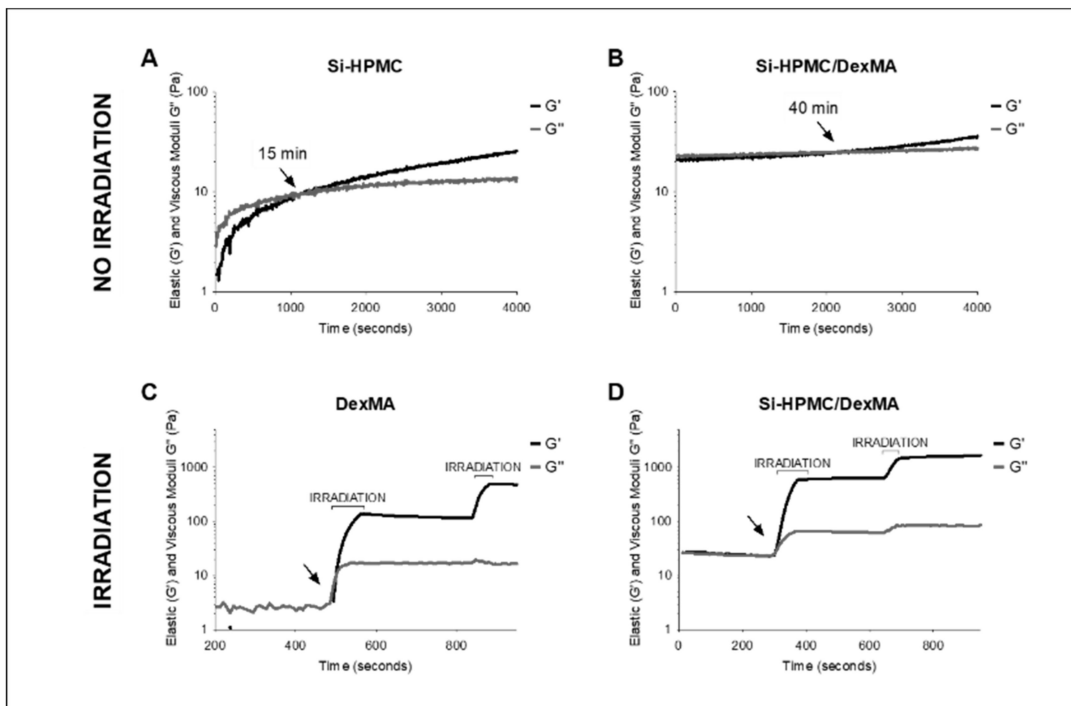 NO IRRADIATION
A
Si-HPMC
Elastic (G') and Viscous Moduli G" (Pa)
100
10
1
15 min
G'
G"
0 1000 2000 3000 4000
Time (seconds)
B
Si-HPMC/DexMA
Elastic (G') and Viscous Moduli G" (Pa)
100
10
1
40 min
G'
G"
0 1000 2000 3000 4000
Time (seconds)
IRRADIATION
C
DexMA
Elastic (G') and Viscous Moduli G" (Pa)
1000
100
10
1
IRRADIATION
IRRADIATION
G'
G"
200 400 600 800
Time (seconds)
D
Si-HPMC/DexMA
Elastic (G') and Viscous Moduli G" (Pa)
1000
100
10
1
IRRADIATION
IRRADIATION
G'
G"
0 200 400 600 800
Time (seconds)